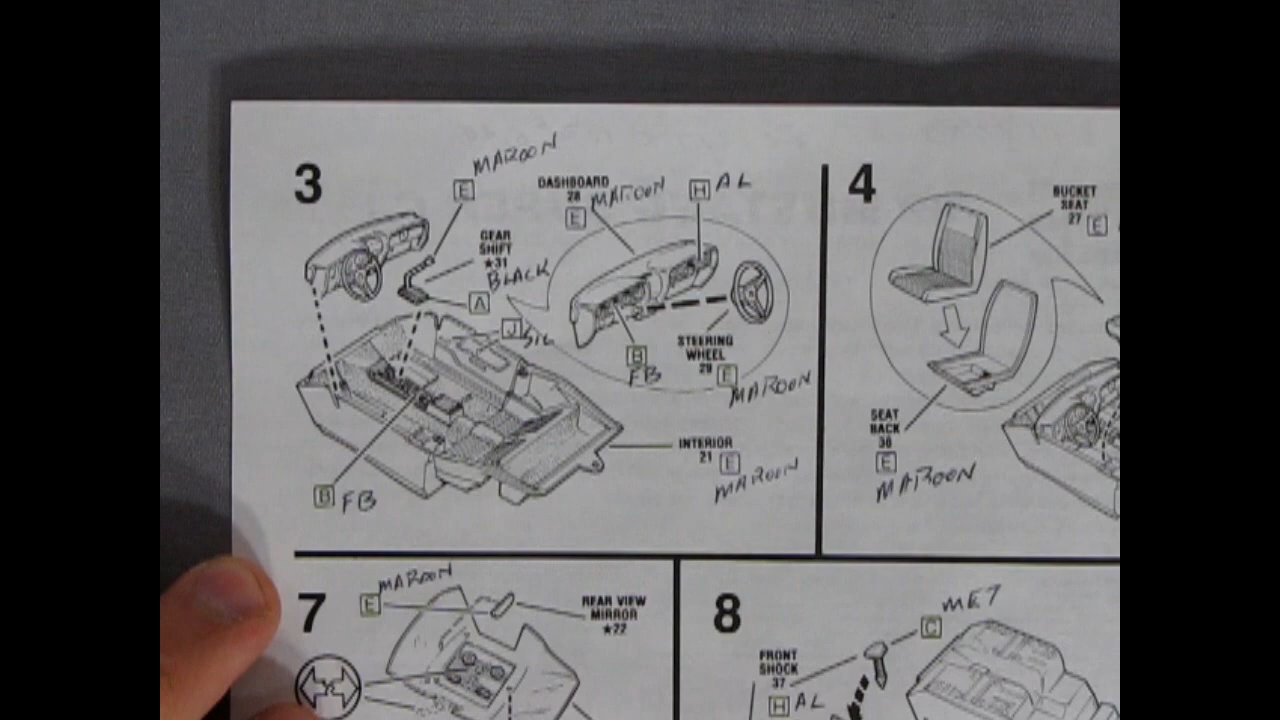 3
MAROON
E
DASHBOARD
28
E
MAROON
H AL
GEAR
SHIFT
★31
BLACK
A
J SIL
B
FB
STEERING
WHEEL
29 E
MAROON
INTERIOR
21 E
MAROON
B FB
4
BUCKET
SEAT
27 E
SEAT
BACK
E
MAROON
7
MAROON
E
REAR VIEW
MIRROR
★22
8
MET
C
FRONT
SHOCK
37
H AL